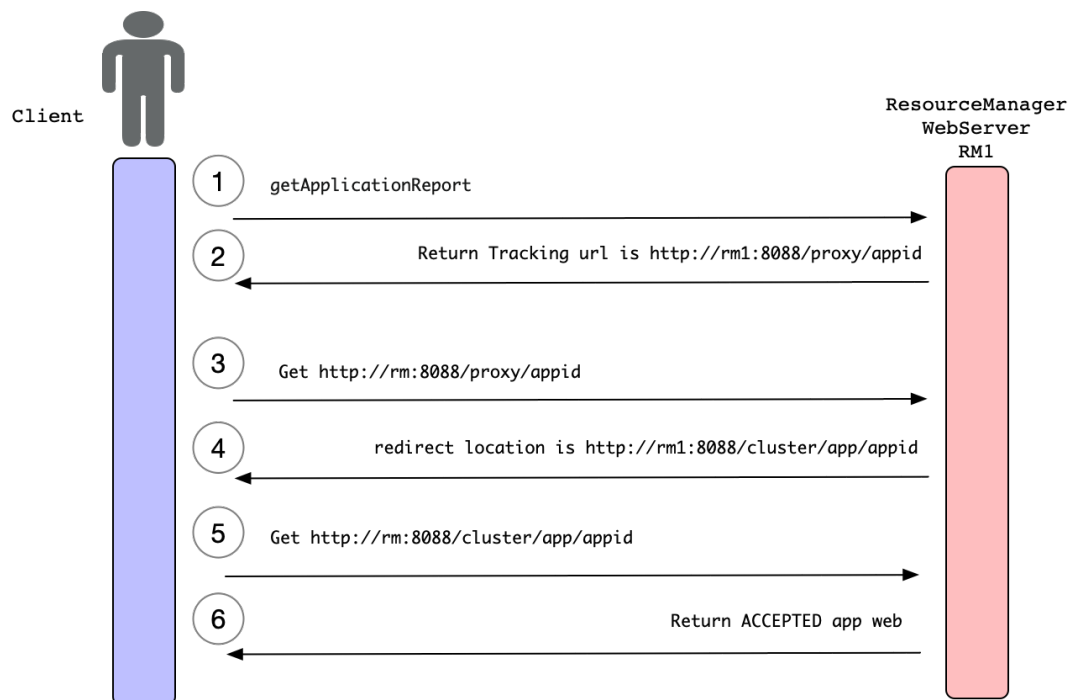 Client
ResourceManager
WebServer
RM1
1
getApplicationReport
2
Return Tracking url is http://rm1:8088/proxy/appid
3
Get http://rm:8088/proxy/appid
4
redirect location is http://rm1:8088/cluster/app/appid
5
Get http://rm:8088/cluster/app/appid
6
Return ACCEPTED app web